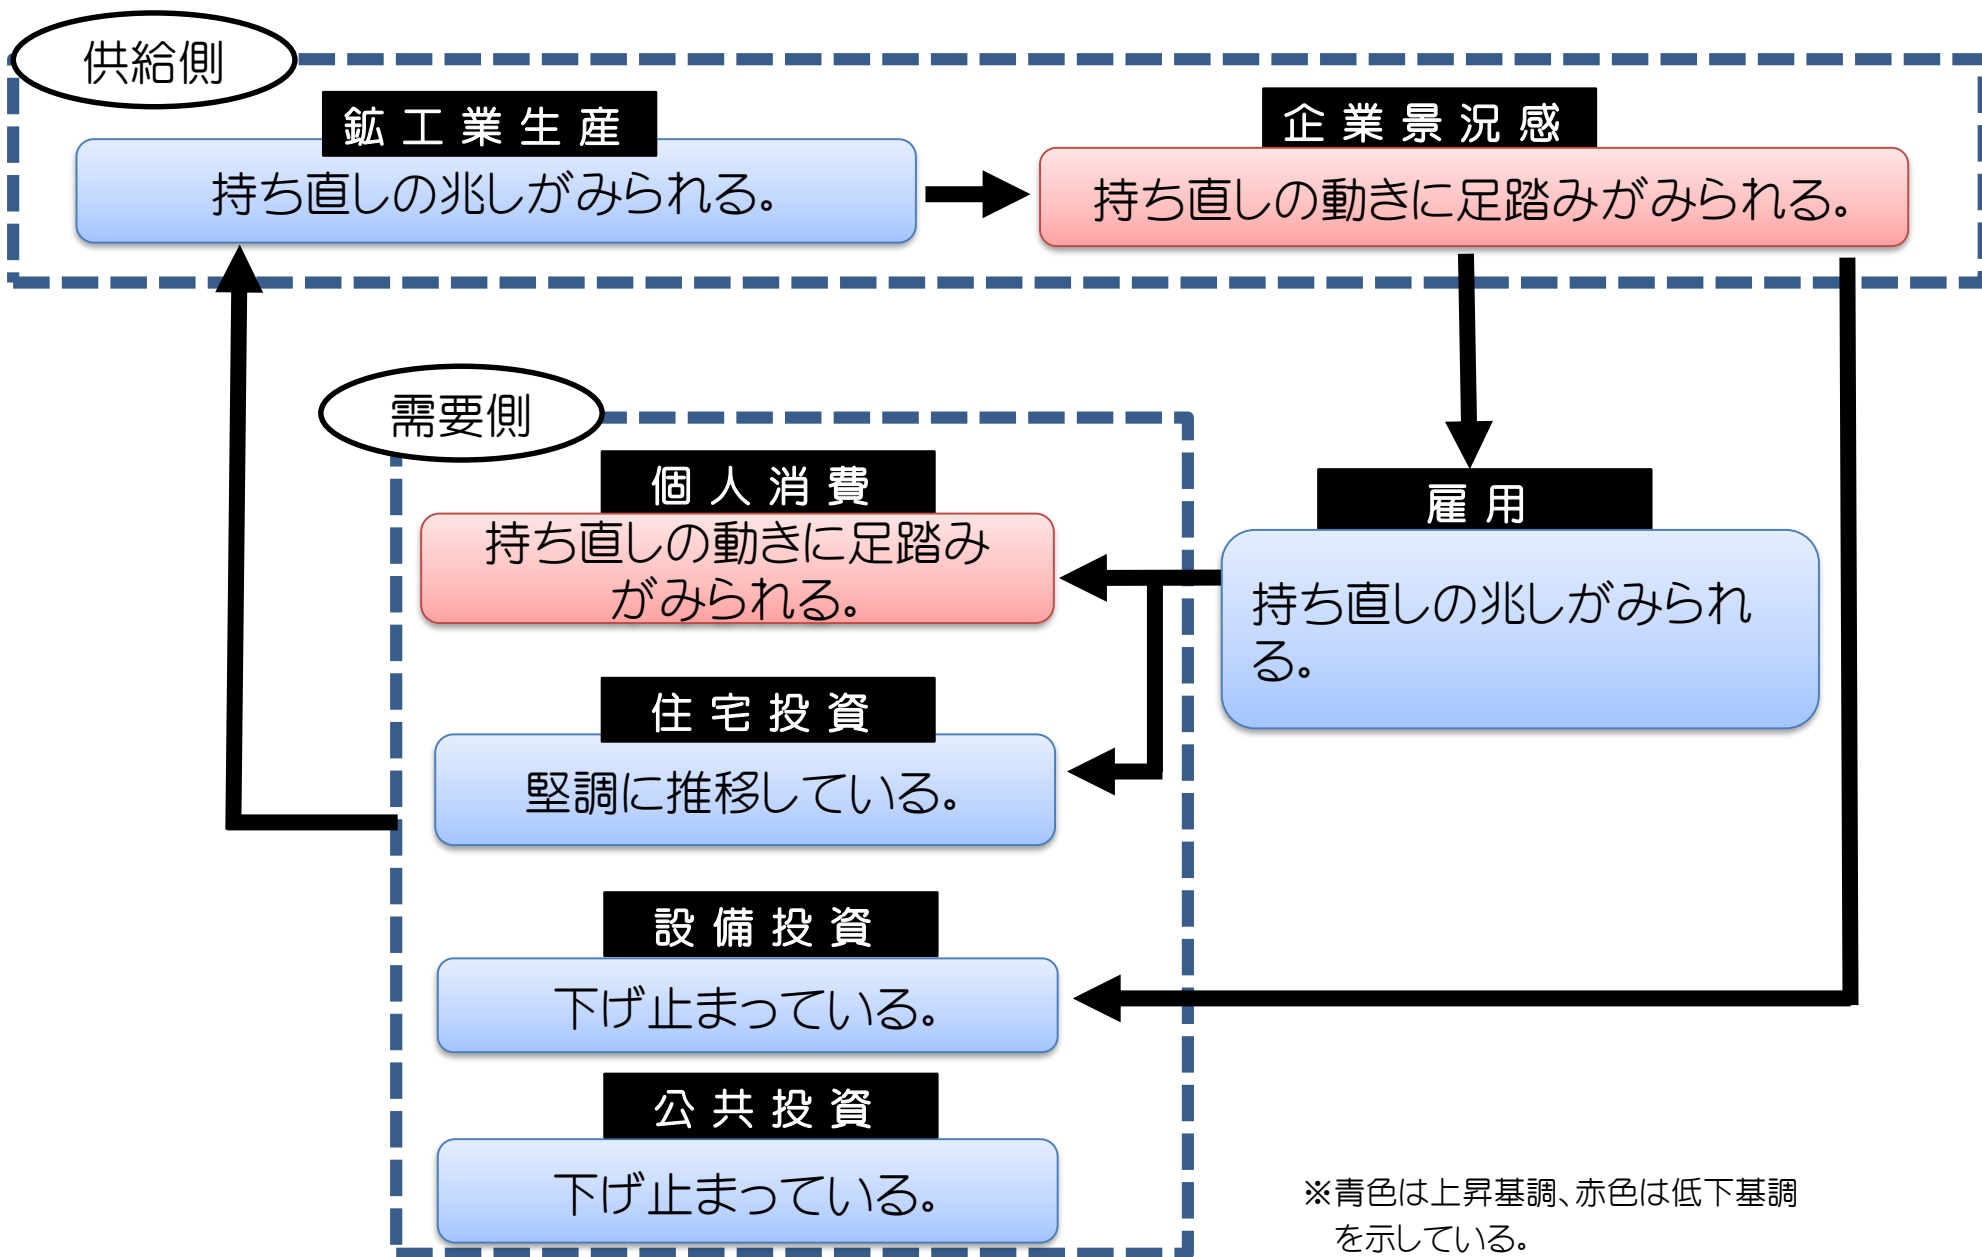 供給側
鉱工業生産
持ち直しの兆しがみられる。
企業景況感
持ち直しの動きに足踏みがみられる。
需要側
個人消費
持ち直しの動きに足踏み
がみられる。
雇用
持ち直しの兆しがみられ
る。
住宅投資
堅調に推移している。
設備投資
下げ止まっている。
公共投資
下げ止まっている。
※青色は上昇基調、赤色は低下基調
を示している。